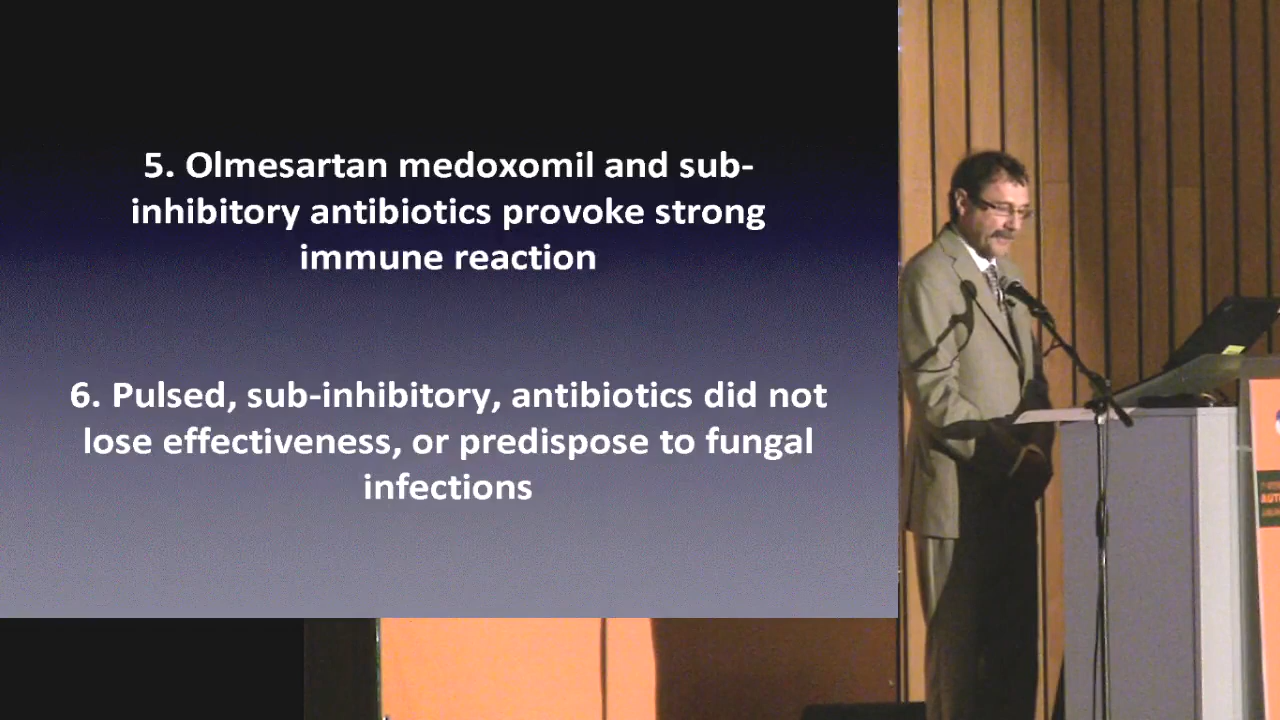 5. Olmesartan medoxomil and sub-
inhibitory antibiotics provoke strong
immune reaction
6. Pulsed, sub-inhibitory, antibiotics did not
lose effectiveness, or predispose to fungal
infections